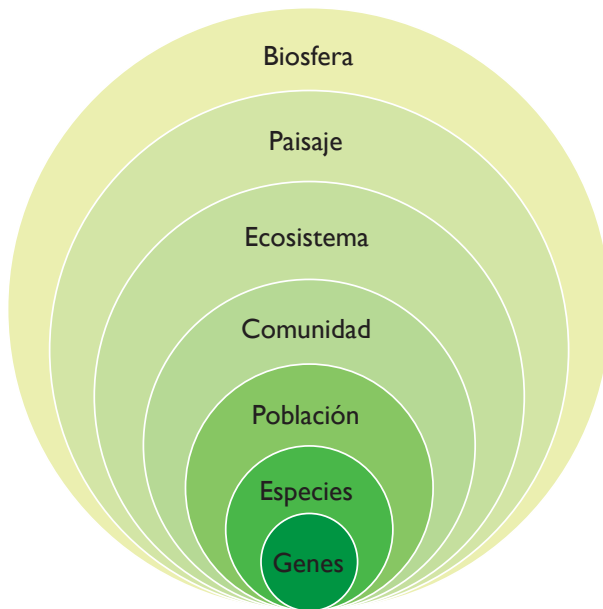 Biosfera
Paisaje
Ecosistema
Comunidad
Población
Especies
Genes